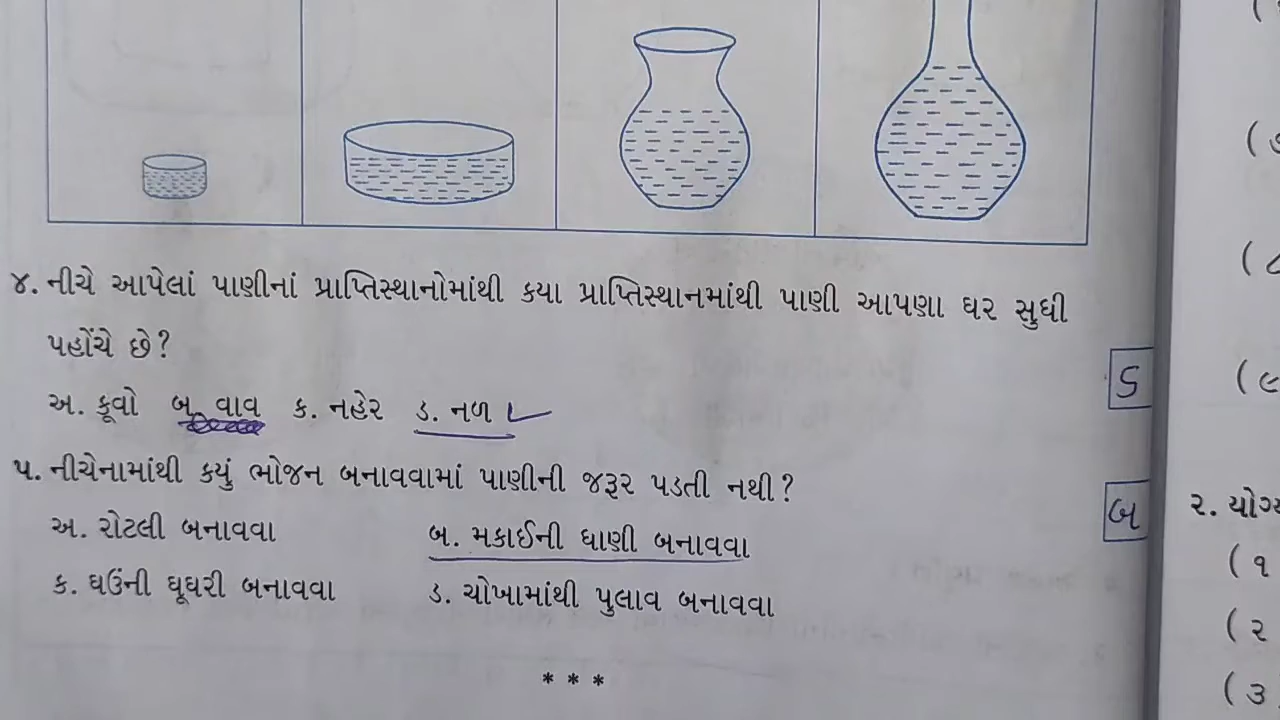 ૪. નીચે આપેલાં પાણીનાં પ્રાપ્તિસ્થાનોમાંથી કયા પ્રાપ્તિસ્થાનમાંથી પાણી આપણા ઘર સુધી
પહોંચે છે?
ડ
અ. કૂવો બ. વાવ ક. નહેર ડ. નળ
૫. નીચેનામાંથી કયું ભોજન બનાવવામાં પાણીની જરૂર પડતી નથી?
બ
અ. રોટલી બનાવવા બ. મકાઈની ધાણી બનાવવા
ક. ઘઉંની ઘૂઘરી બનાવવા ડ. ચોખામાંથી પુલાવ બનાવવા
* * *
(૯
૨.
(૧
(૨
(૩